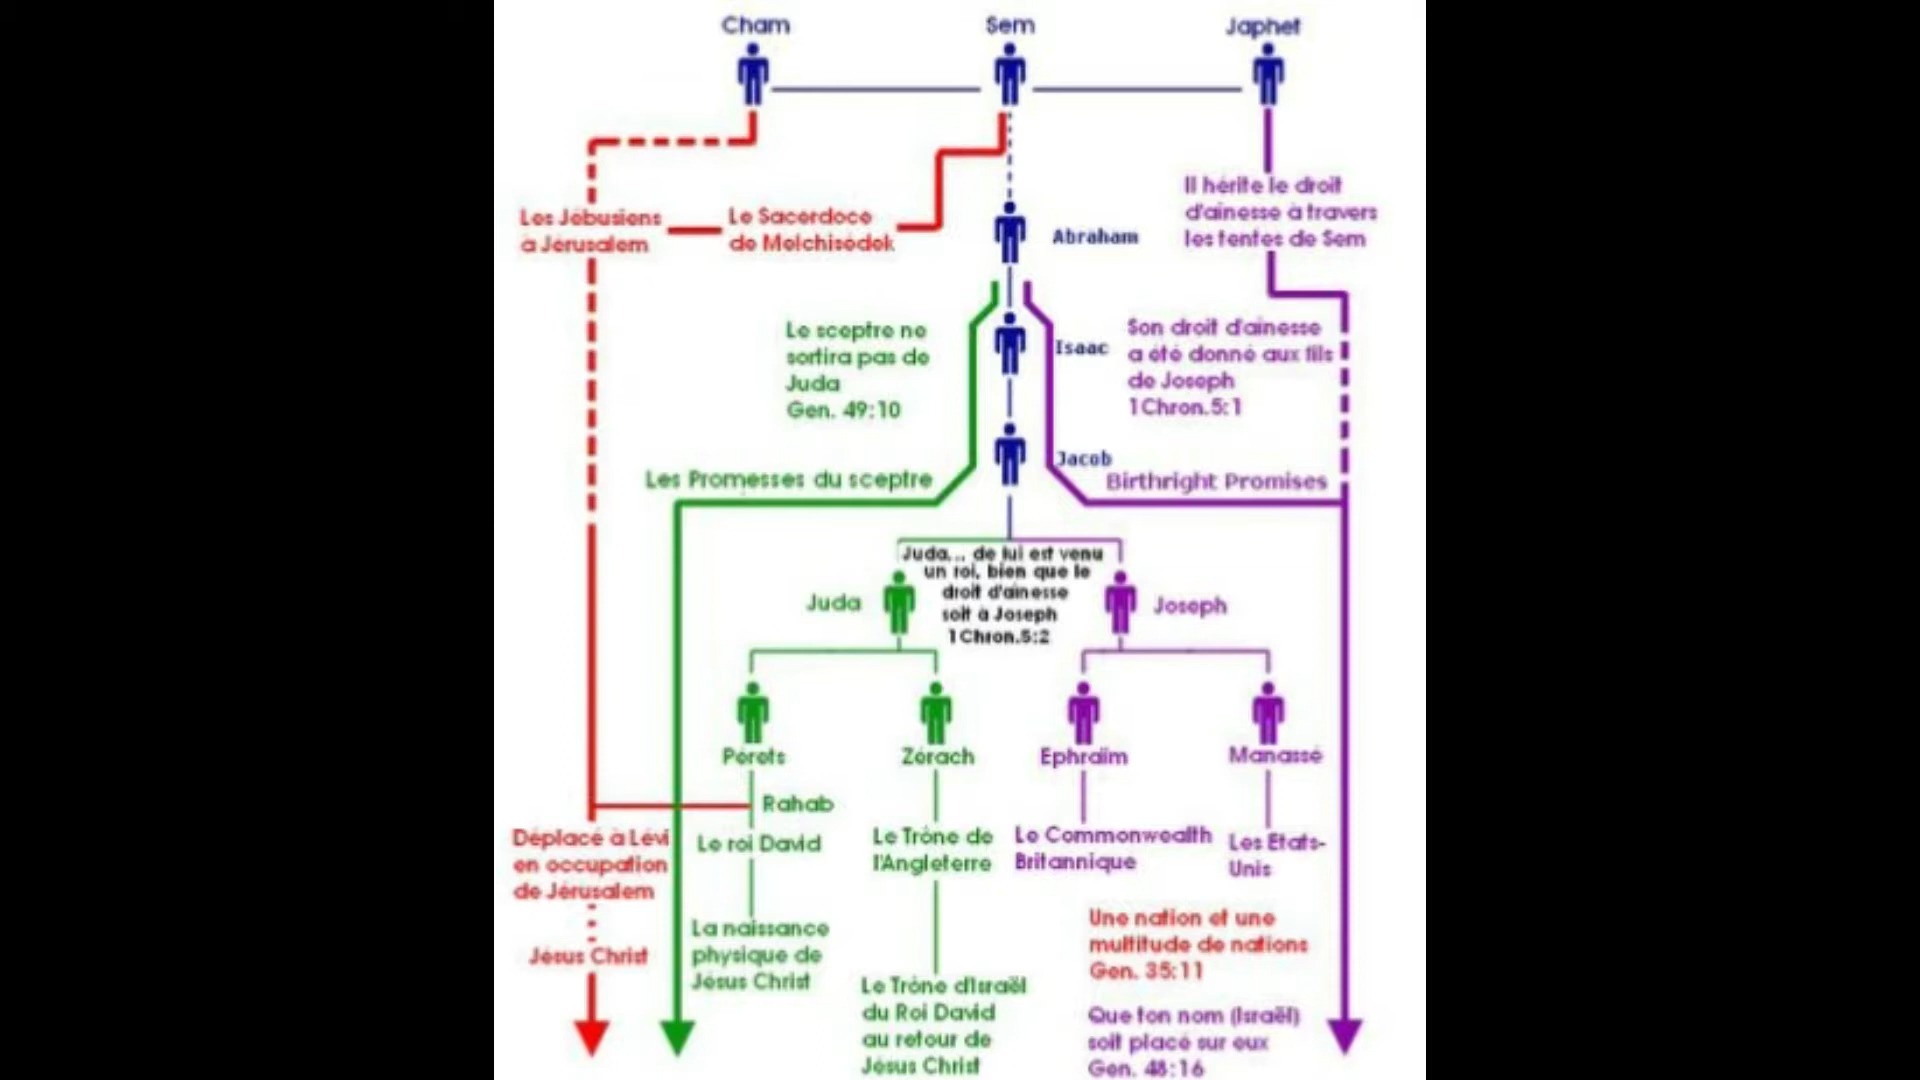 Cham
Sem
Japhet
Il hérite le droit
d'aînesse à travers
les tentes de Sem
Les Jébusiens
à Jérusalem
Le Sacerdoce
de Melchisédek
Abraham
Le sceptre ne
sortira pas de
Juda
Gen. 49:10
Isaac
Son droit d'ainesse
a été donné aux fils
de Joseph
1Chron.5:1
Jacob
Les Promesses du sceptre
Birthright Promises
Juda... de lui est venu
un roi, bien que le
droit d'aînesse
soit à Joseph
1Chron.5:2
Juda
Joseph
Pérets
Zérach
Ephraïm
Manassé
Rahab
Déplacé à Lévi
en occupation
de Jérusalem
Le roi David
Le Trône de
l'Angleterre
Le Commonwealth
Britannique
Les Etats-
Unis
Jésus Christ
La naissance
physique de
Jésus Christ
Une nation et une
multitude de nations
Gen. 35:11
Le Trône d'Israël
du Roi David
au retour de
Jésus Christ
Que ton nom (Israël)
soit placé sur eux
Gen. 48:16